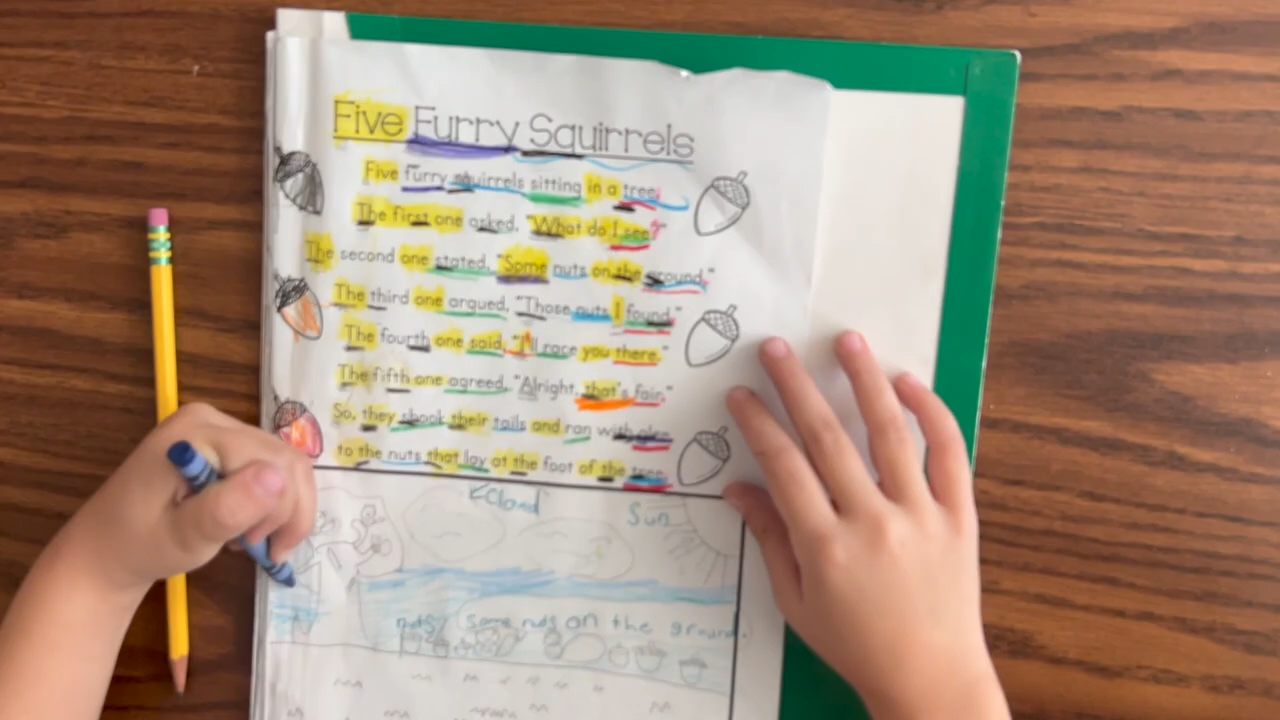 Five Furry Squirrels
Five furry squirrels sitting in a tree.
The first one asked, "What do I see?"
The second one stated, "Some nuts on the ground."
The third one argued, "Those nuts I found."
The fourth one said, "I'll race you there."
The fifth one agreed, "Alright, that's fair."
So, they shook their tails and ran with glee
to the nuts that lay at the foot of the tree.
Cloud
Sun
some nuts on the ground.